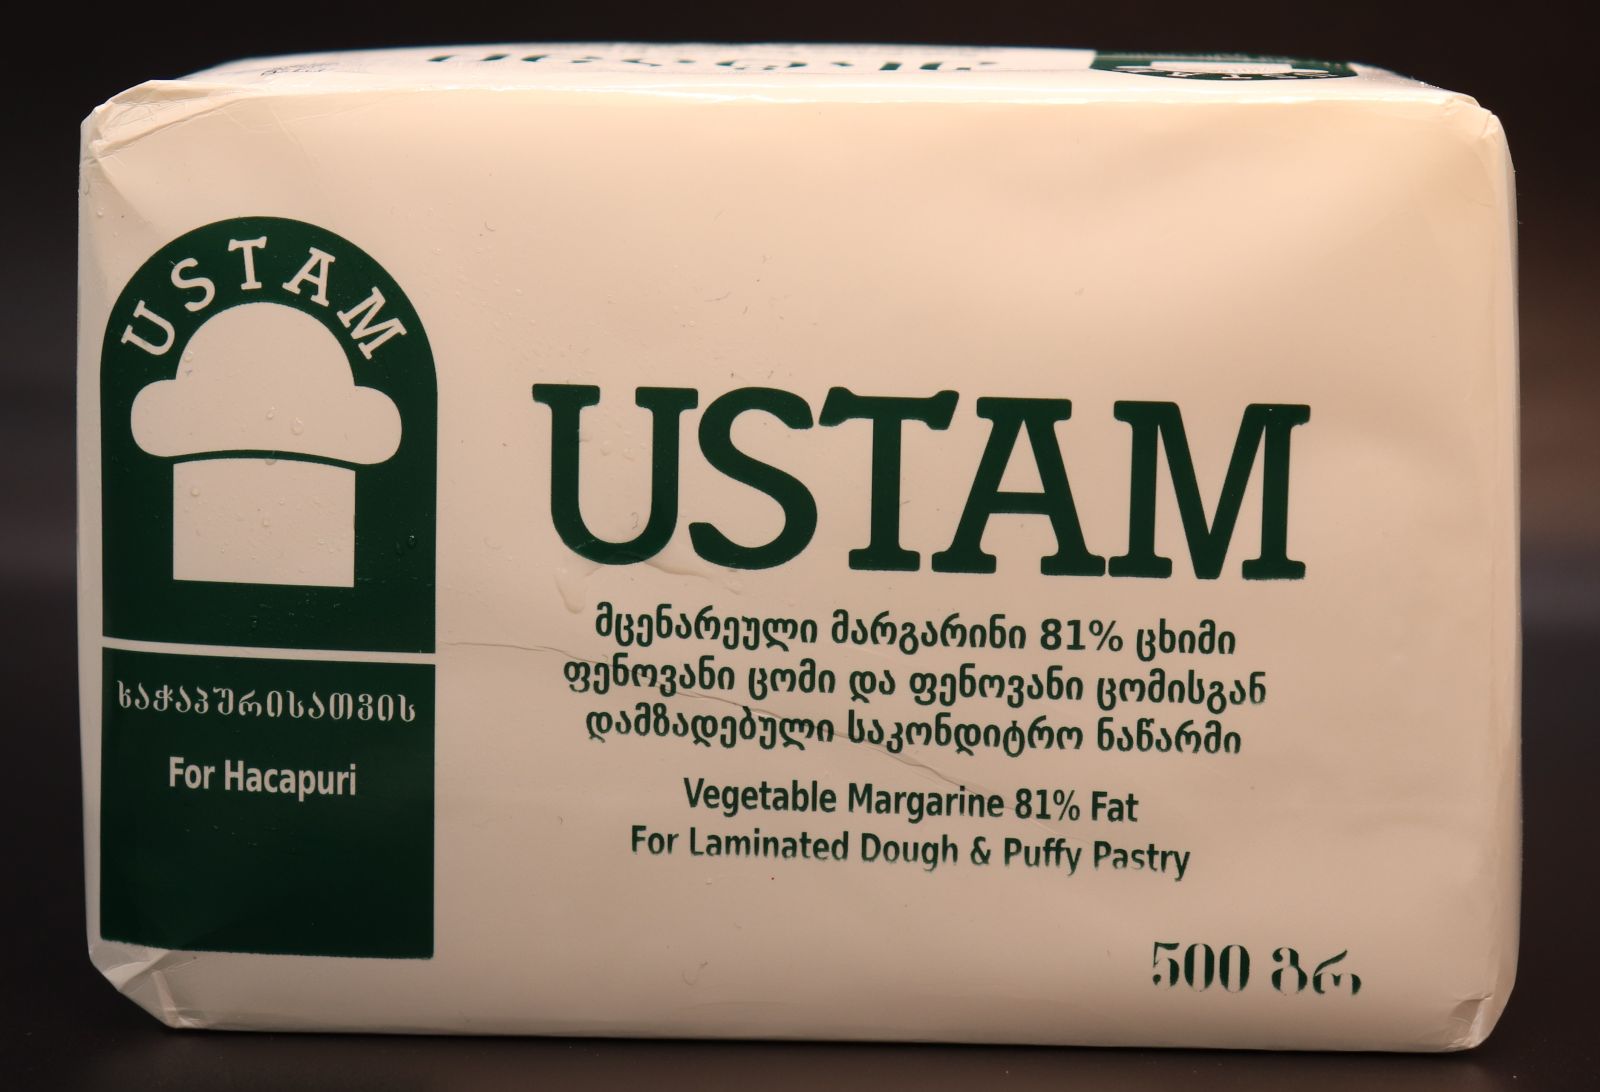 USTAM
ხაჭაპურისათვის
For Hacapuri
USTAM
მცენარეული მარგარინი 81% ცხიმი
ფენოვანი ცომი და ფენოვანი ცომისგან
დამზადებული საკონდიტრო ნაწარმი
Vegetable Margarine 81% Fat
For Laminated Dough & Puffy Pastry
500 გრ